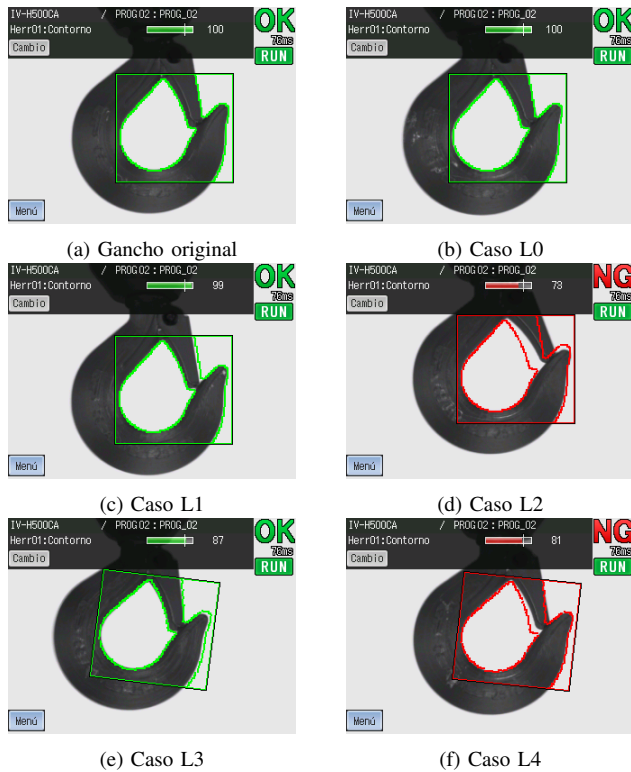 IV-H500CA / PROG02:PROG_02 OK
Herr01:Contorno 100 76ms
Cambio RUN
Menú
(a) Gancho original
IV-H500CA / PROG02:PROG_02 OK
Herr01:Contorno 100 76ms
Cambio RUN
Menú
(b) Caso L0
IV-H500CA / PROG02:PROG_02 OK
Herr01:Contorno 99 76ms
Cambio RUN
Menú
(c) Caso L1
IV-H500CA / PROG02:PROG_02 NG
Herr01:Contorno 73 76ms
Cambio RUN
Menú
(d) Caso L2
IV-H500CA / PROG02:PROG_02 OK
Herr01:Contorno 87 76ms
Cambio RUN
Menú
(e) Caso L3
IV-H500CA / PROG02:PROG_02 NG
Herr01:Contorno 81 76ms
Cambio RUN
Menú
(f) Caso L4